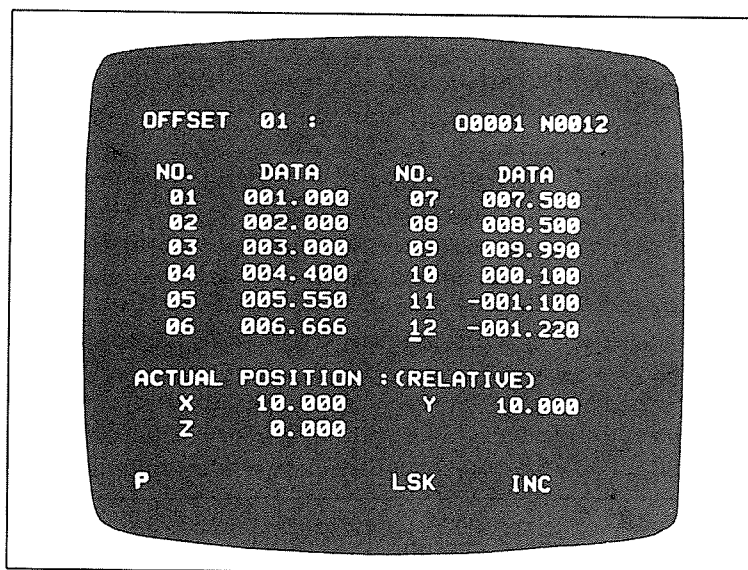 OFFSET 01 : O0001 N0012
NO. DATA NO. DATA
01 001.000 07 007.500
02 002.000 08 008.500
03 003.000 09 009.990
04 004.400 10 000.100
05 005.550 11 -001.100
06 006.666 12 -001.220
ACTUAL POSITION :(RELATIVE)
X 10.000 Y 10.000
Z 0.000
P LSK INC